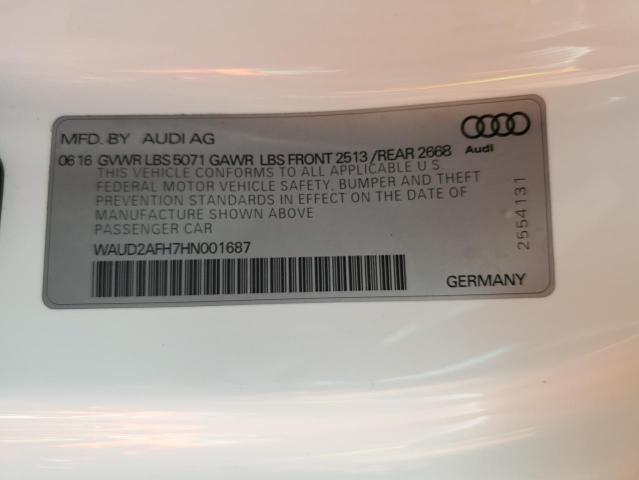 MFD. BY AUDI AG
Audi
06 16 GVWR LBS 5071 GAWR LBS FRONT 2513 /REAR 2668
THIS VEHICLE CONFORMS TO ALL APPLICABLE U S
FEDERAL MOTOR VEHICLE SAFETY, BUMPER AND THEFT
PREVENTION STANDARDS IN EFFECT ON THE DATE OF
MANUFACTURE SHOWN ABOVE
PASSENGER CAR
WAUD2AFH7HN001687
2554131
GERMANY